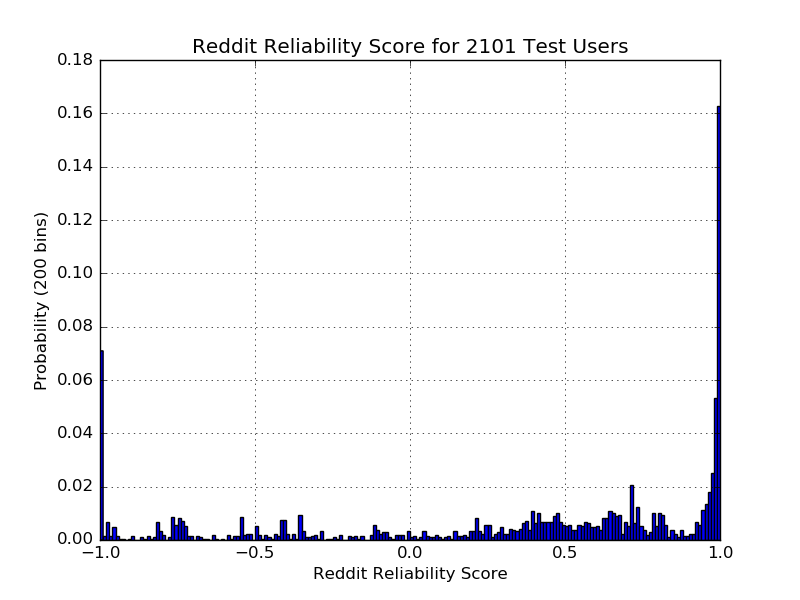 Reddit Reliability Score for 2101 Test Users
0.18
0.16
0.14
0.12
0.10
0.08
0.06
0.04
0.02
0.00
Probability (200 bins)
−1.0 −0.5 0.0 0.5 1.0
Reddit Reliability Score